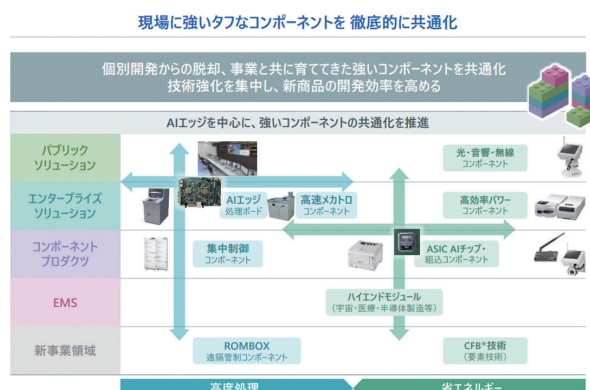 現場に強いタフなコンポーネントを 徹底的に共通化
個別開発からの脱却、事業と共に育ててきた強いコンポーネントを共通化
技術強化を集中し、新商品の開発効率を高める
AIエッジを中心に、強いコンポーネントの共通化を推進
パブリック
ソリューション
光・音響・無線
コンポーネント
エンタープライズ
ソリューション
AIエッジ
処理ボード
高速メカトロ
コンポーネント
高効率パワー
コンポーネント
コンポーネント
プロダクツ
集中制御
コンポーネント
ASIC AIチップ・
組込コンポーネント
EMS
ハイエンドモジュール
（宇宙・医療・半導体製造等）
新事業領域
ROMBOX
遠隔管制コンポーネント
CFB®技術
（要素技術）
高度処理
省エネルギー